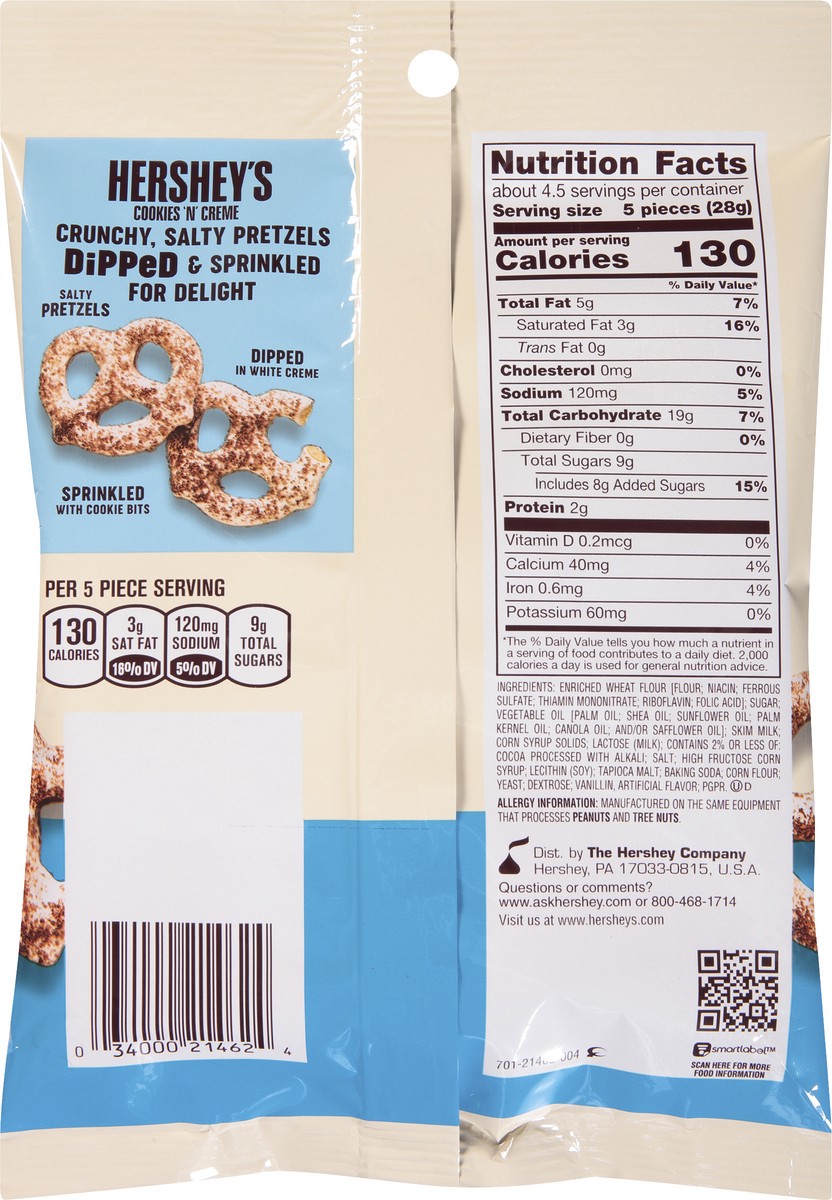 HERSHEY'S
COOKIES 'N' CREME
CRUNCHY, SALTY PRETZELS
DiPPeD & SPRINKLED
FOR DELIGHT
SALTY
PRETZELS
DIPPED
IN WHITE CREME
SPRINKLED
WITH COOKIE BITS
PER 5 PIECE SERVING
130
CALORIES
3g
SAT FAT
16% DV
120mg
SODIUM
5% DV
9g
TOTAL
SUGARS
0 34000 21462 4
Nutrition Facts
about 4.5 servings per container
Serving size 5 pieces (28g)
Amount per serving
Calories 130
% Daily Value*
Total Fat 5g 7%
Saturated Fat 3g 16%
Trans Fat 0g
Cholesterol 0mg 0%
Sodium 120mg 5%
Total Carbohydrate 19g 7%
Dietary Fiber 0g 0%
Total Sugars 9g
Includes 8g Added Sugars 15%
Protein 2g
Vitamin D 0.2mcg 0%
Calcium 40mg 4%
Iron 0.6mg 4%
Potassium 60mg 0%
*The % Daily Value tells you how much a nutrient in
a serving of food contributes to a daily diet. 2,000
calories a day is used for general nutrition advice.
INGREDIENTS: ENRICHED WHEAT FLOUR [FLOUR; NIACIN; FERROUS
SULFATE; THIAMIN MONONITRATE; RIBOFLAVIN; FOLIC ACID]; SUGAR;
VEGETABLE OIL [PALM OIL; SHEA OIL; SUNFLOWER OIL; PALM
KERNEL OIL; CANOLA OIL; AND/OR SAFFLOWER OIL]; SKIM MILK;
CORN SYRUP SOLIDS; LACTOSE (MILK); CONTAINS 2% OR LESS OF:
COCOA PROCESSED WITH ALKALI; SALT; HIGH FRUCTOSE CORN
SYRUP; LECITHIN (SOY); TAPIOCA MALT; BAKING SODA; CORN FLOUR;
YEAST; DEXTROSE; VANILLIN, ARTIFICIAL FLAVOR; PGPR. Ⓤ D
ALLERGY INFORMATION: MANUFACTURED ON THE SAME EQUIPMENT
THAT PROCESSES PEANUTS AND TREE NUTS.
Dist. by The Hershey Company
Hershey, PA 17033-0815, U.S.A.
Questions or comments?
www.askhershey.com or 800-468-1714
Visit us at www.hersheys.com
smartlabel™
SCAN HERE FOR MORE
FOOD INFORMATION